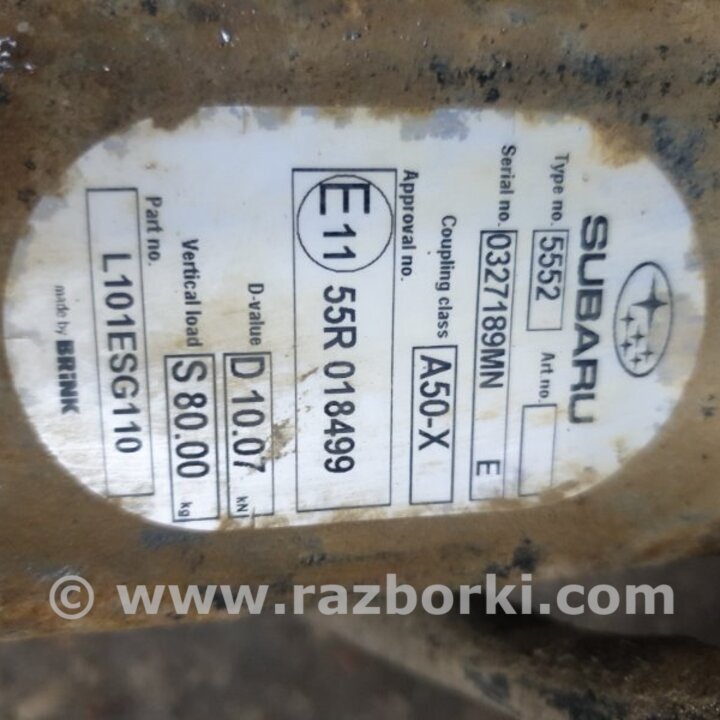 SUBARU
Type no. 5552 Art.no.
Serial no. 0327189MN E
Coupling class A50-X
Approval no.
E 11 55R 018499
D-value D 10.07 kN
Vertical load S 80.00 kg
Part no. L101ESG110
made by BRiNK
© www.razborki.com